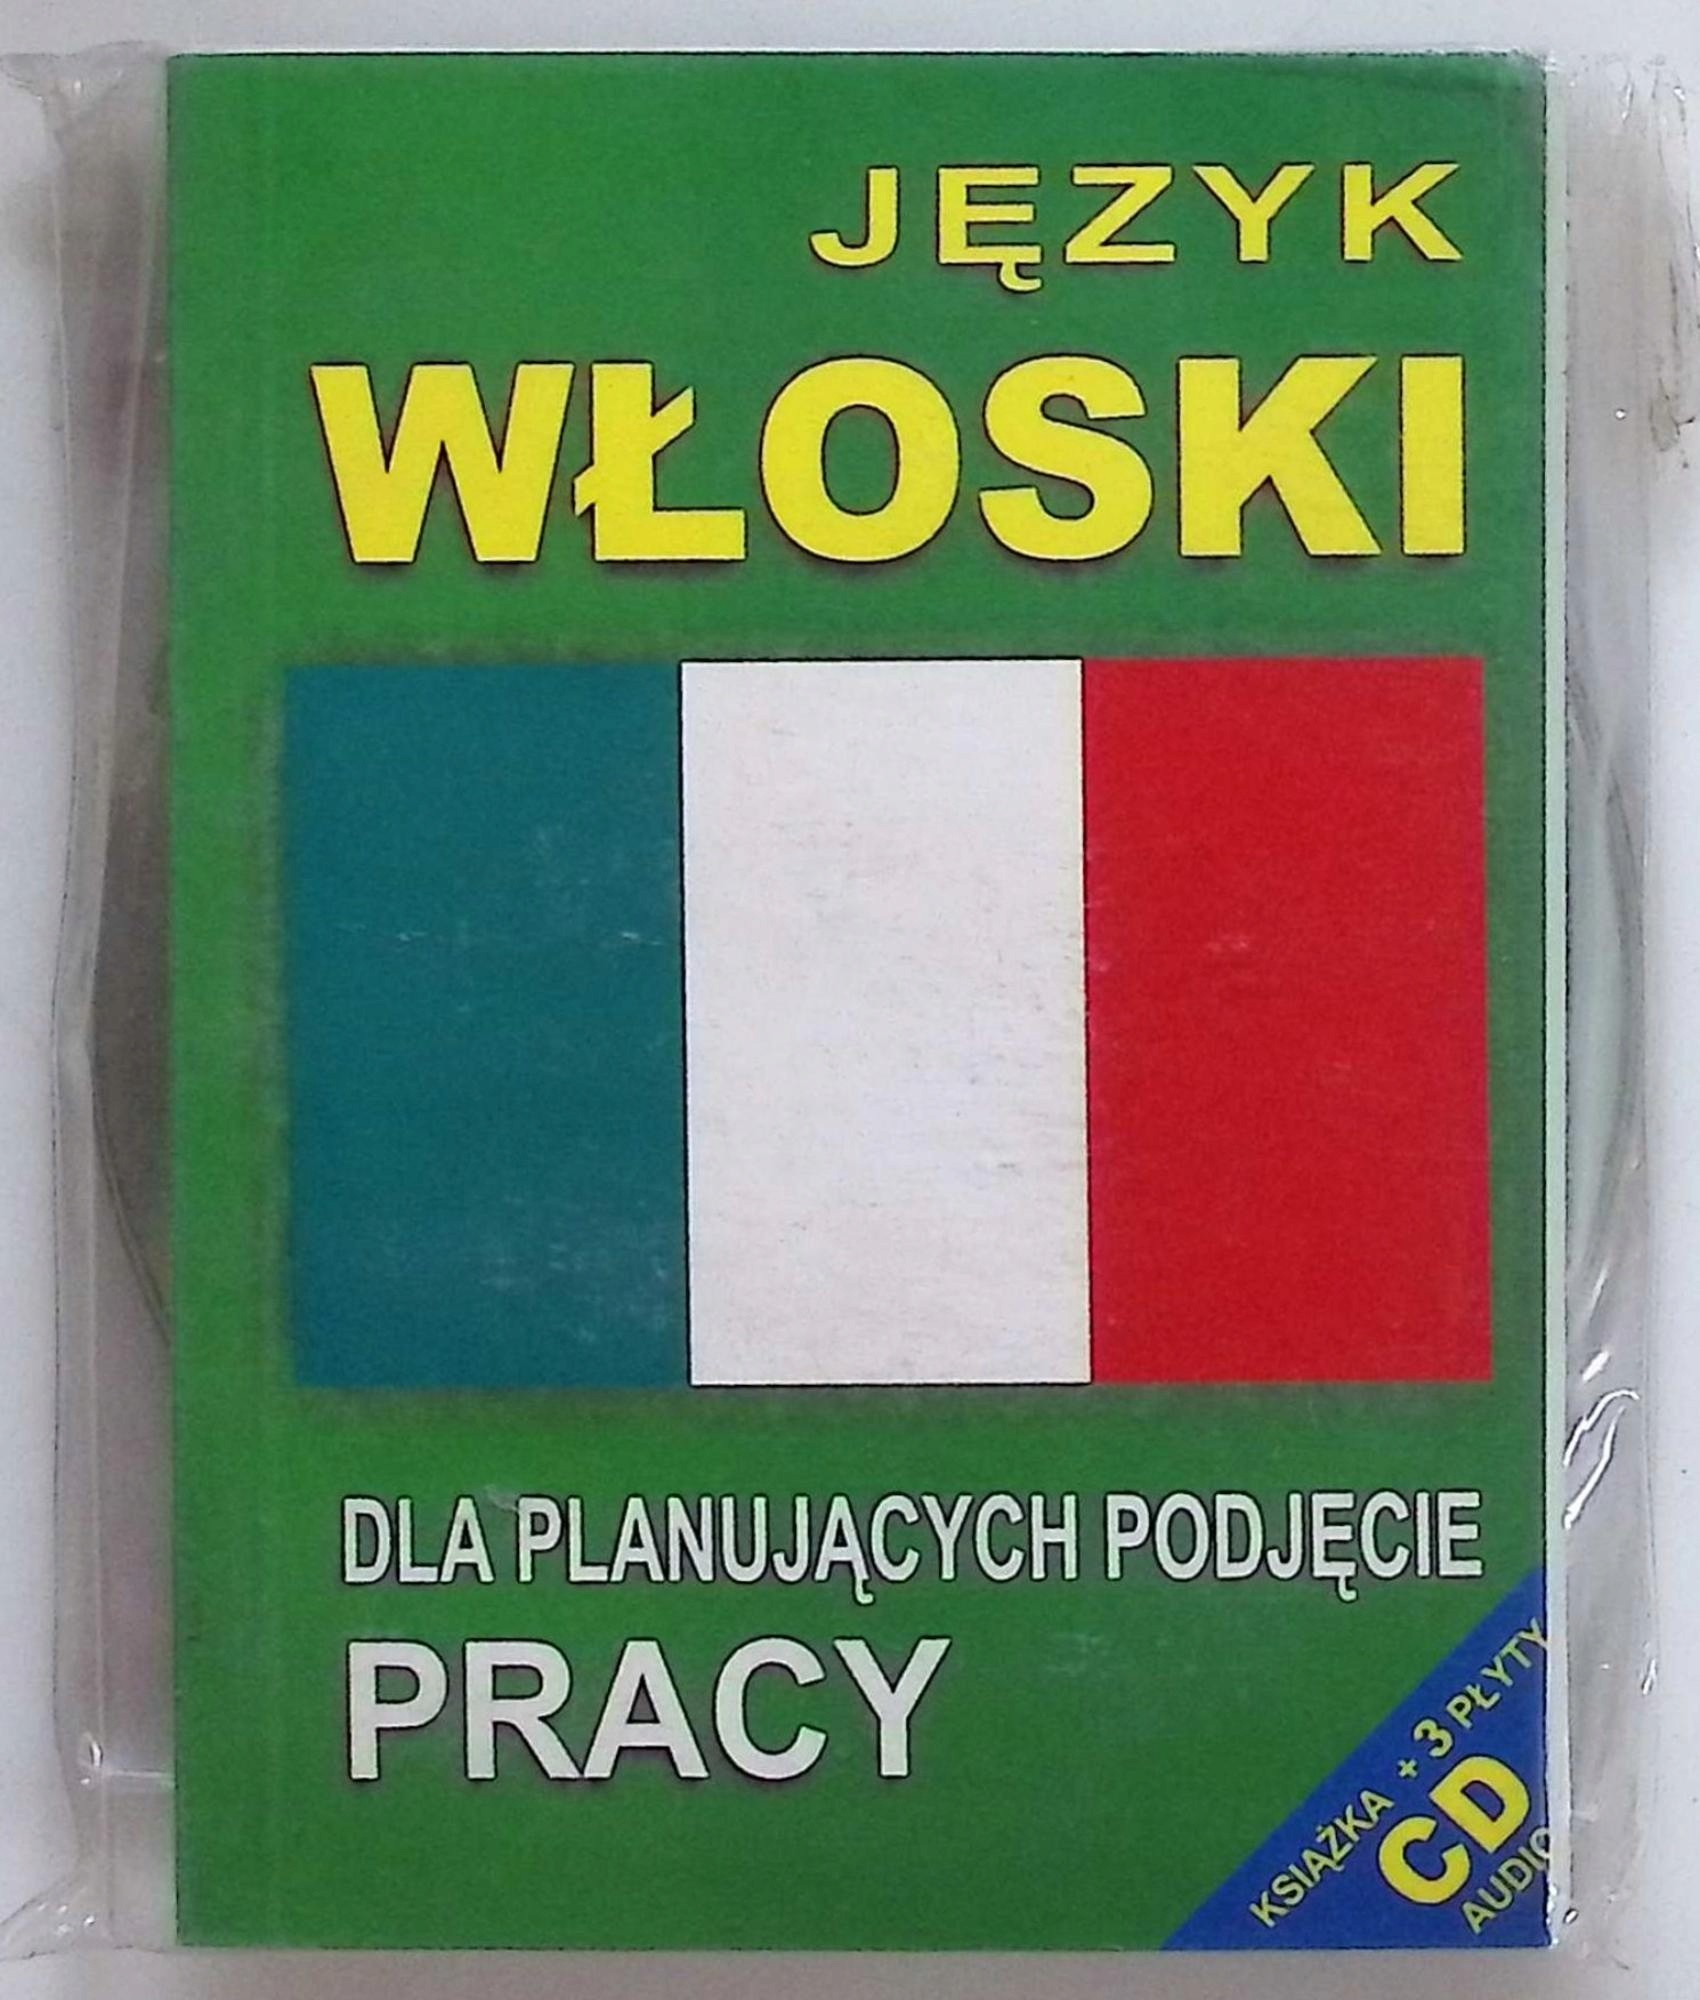 JĘZYK
WŁOSKI
DLA PLANUJĄCYCH PODJĘCIE
PRACY
KSIĄŻKA + 3 PŁYTY
CD
AUDIO